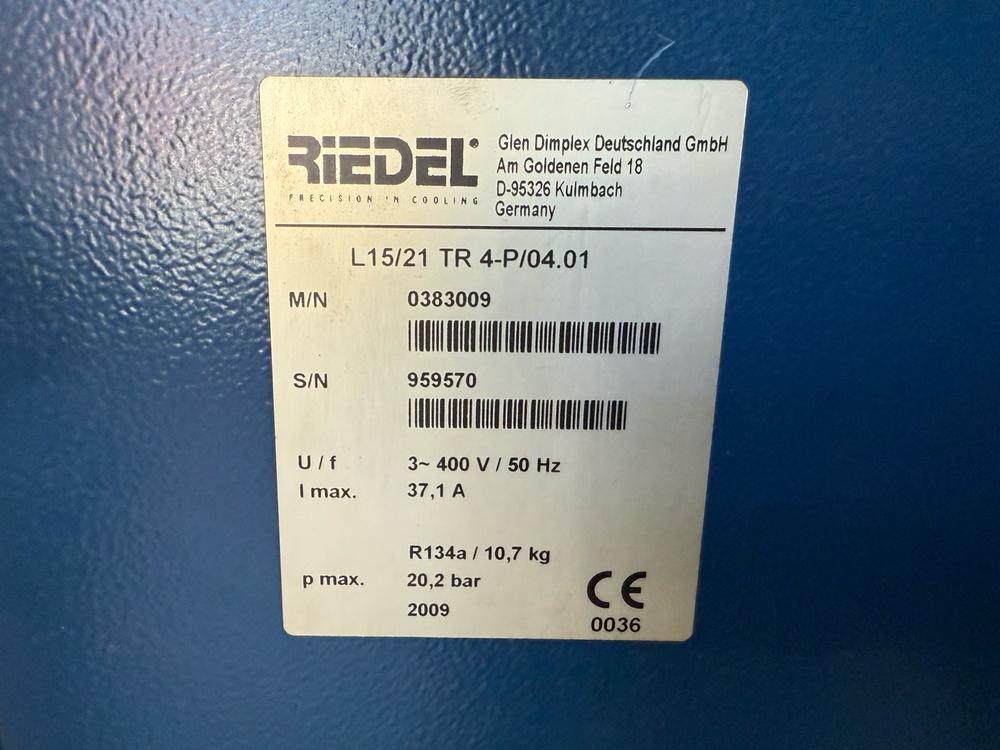 RIEDEL
PRECISION IN COOLING
Glen Dimplex Deutschland GmbH
Am Goldenen Feld 18
D-95326 Kulmbach
Germany
L15/21 TR 4-P/04.01
M/N 0383009
S/N 959570
U / f 3~ 400 V / 50 Hz
I max. 37,1 A
R134a / 10,7 kg
p max. 20,2 bar
2009
CE
0036